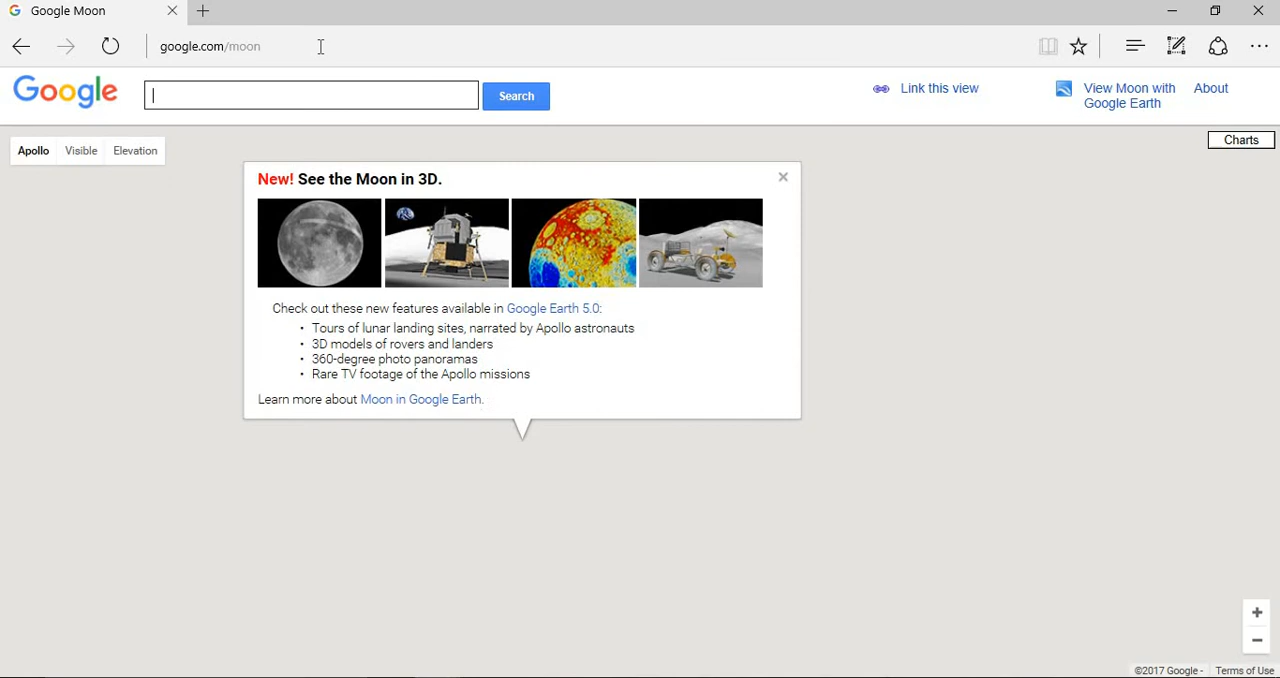 Google Moon
google.com/moon
Google
Search
Link this view
View Moon with
Google Earth
About
Apollo
Visible
Elevation
Charts
New! See the Moon in 3D.
Check out these new features available in Google Earth 5.0:
• Tours of lunar landing sites, narrated by Apollo astronauts
• 3D models of rovers and landers
• 360-degree photo panoramas
• Rare TV footage of the Apollo missions
Learn more about Moon in Google Earth.
©2017 Google - Terms of Use